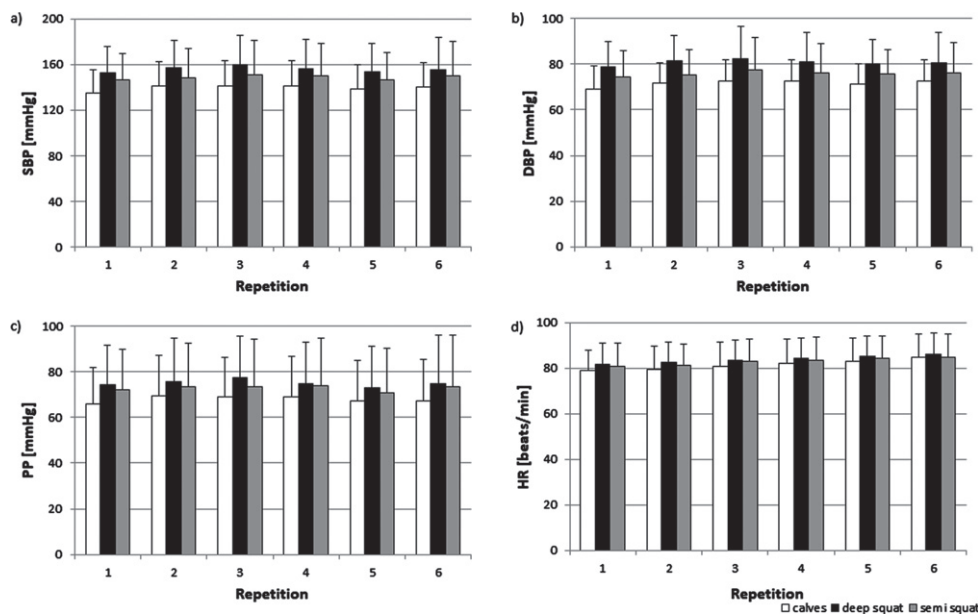 a)
SBP [mmHg]
200
160
120
80
40
0
1 2 3 4 5 6
Repetition
b)
DBP [mmHg]
100
80
60
40
20
0
1 2 3 4 5 6
Repetition
c)
PP [mmHg]
100
80
60
40
20
0
1 2 3 4 5 6
Repetition
d)
HR [beats/min]
100
80
60
40
20
0
1 2 3 4 5 6
Repetition
calves deep squat semi squat